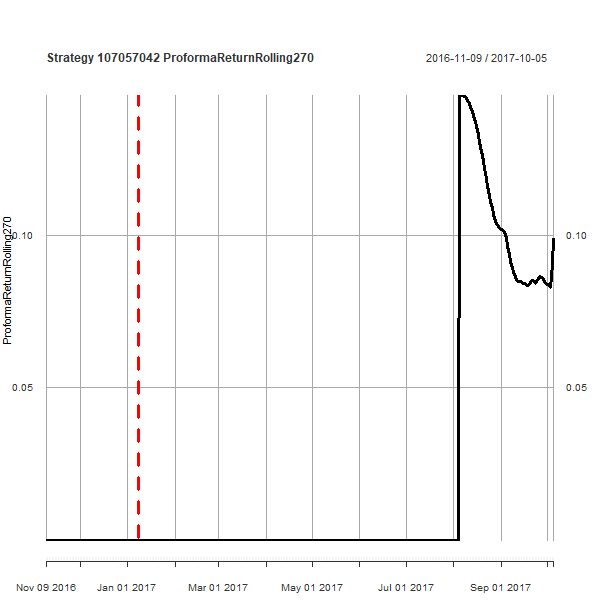 Strategy 107057042 ProformaReturnRolling270
2016-11-09 / 2017-10-05
ProformaReturnRolling270
0.10
0.10
0.05
0.05
Nov 09 2016 Jan 01 2017 Mar 01 2017 May 01 2017 Jul 01 2017 Sep 01 2017